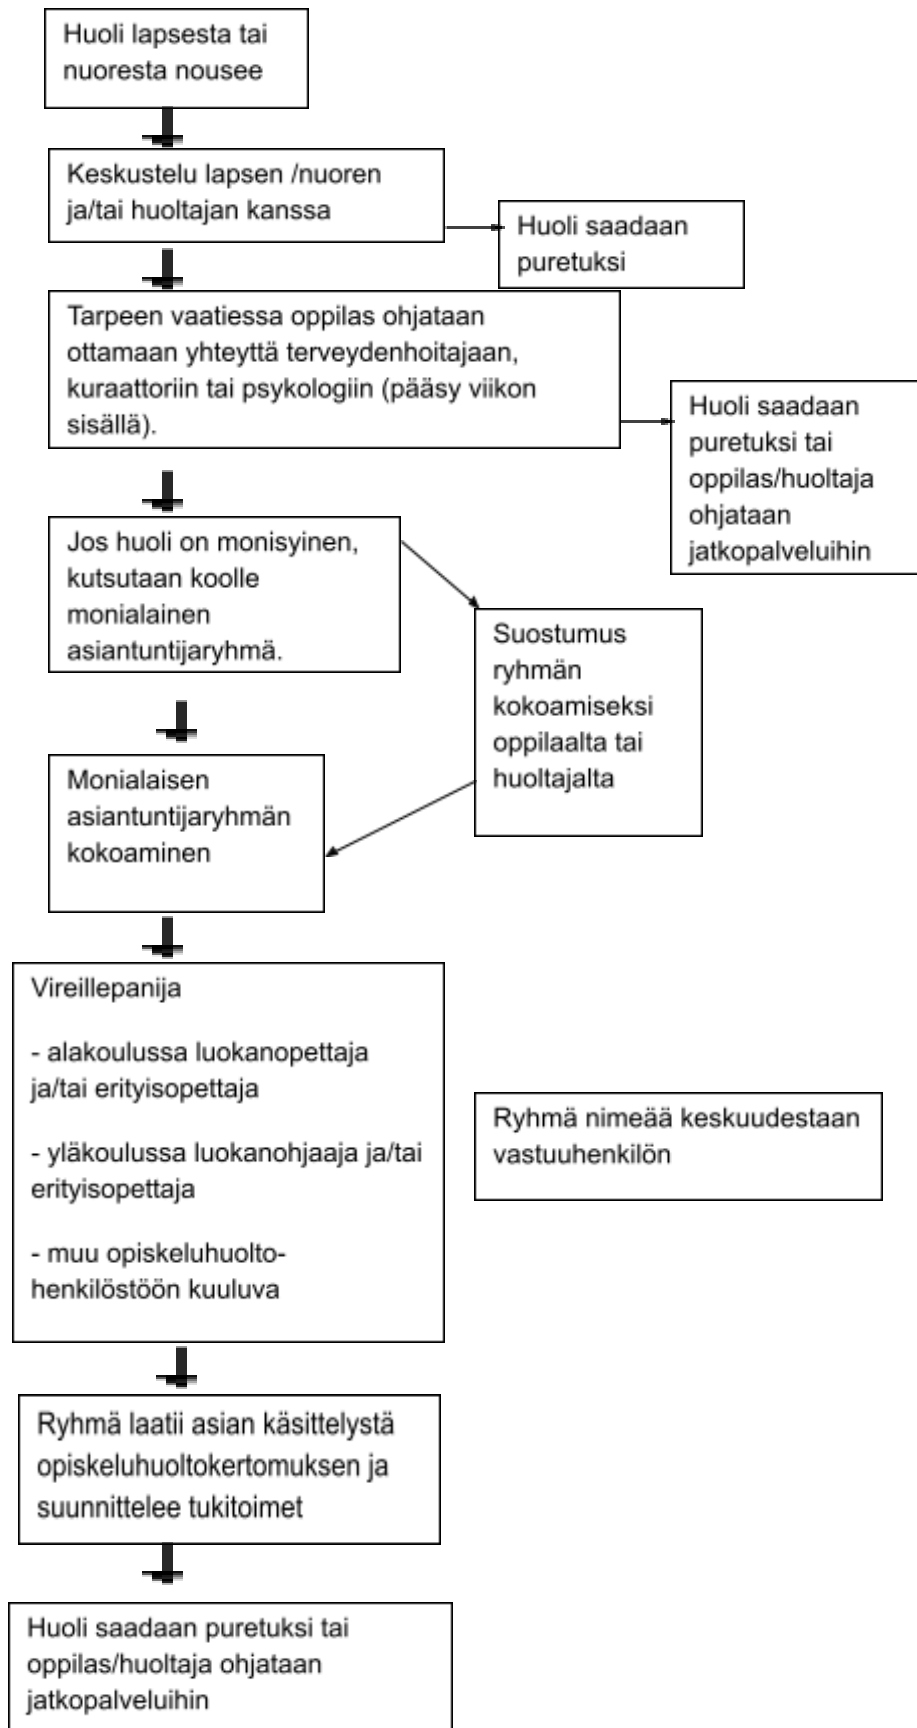 Huoli lapsesta tai
nuoresta nousee
Keskustelu lapsen /nuoren
ja/tai huoltajan kanssa
Huoli saadaan
puretuksi
Tarpeen vaatiessa oppilas ohjataan
ottamaan yhteyttä terveydenhoitajaan,
kuraattoriin tai psykologiin (pääsy viikon
sisällä).
Huoli saadaan
puretuksi tai
oppilas/huoltaja
ohjataan
jatkopalveluihin
Jos huoli on monisyinen,
kutsutaan koolle
monialainen
asiantuntijaryhmä.
Suostumus
ryhmän
kokoamiseksi
oppilaalta tai
huoltajalta
Monialaisen
asiantuntijaryhmän
kokoaminen
Vireillepanija
- alakoulussa luokanopettaja
ja/tai erityisopettaja
- yläkoulussa luokanohjaaja ja/tai
erityisopettaja
- muu opiskeluhuolto-
henkilöstöön kuuluva
Ryhmä nimeää keskuudestaan
vastuuhenkilön
Ryhmä laatii asian käsittelystä
opiskeluhuoltokertomuksen ja
suunnittelee tukitoimet
Huoli saadaan puretuksi tai
oppilas/huoltaja ohjataan
jatkopalveluihin